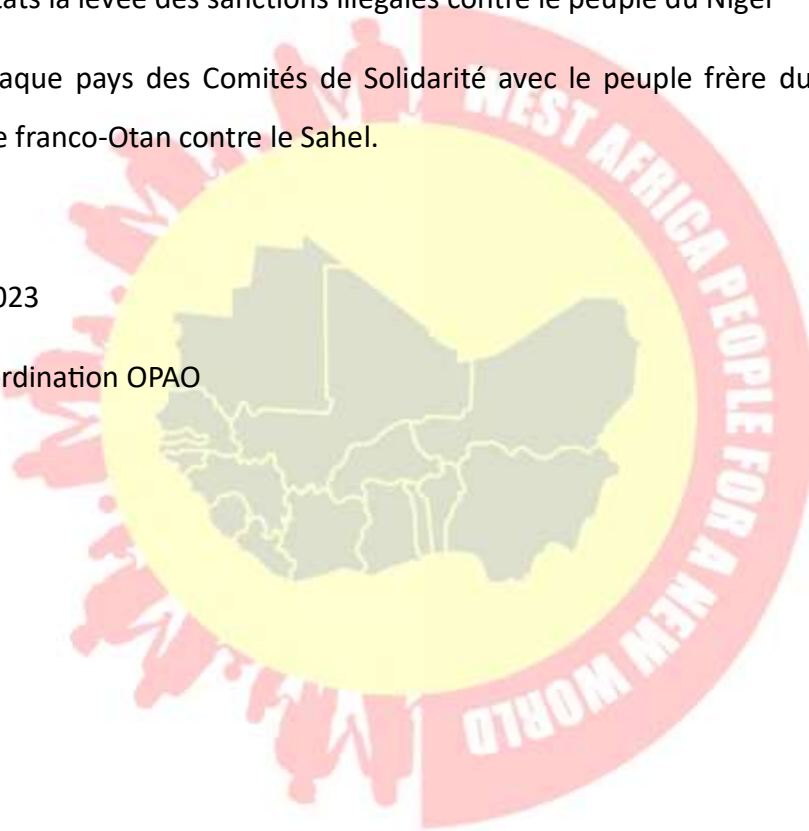 ats la levée des sanctions illégales contre le peuple du Niger
aque pays des Comités de Solidarité avec le peuple frère du
e franco-Otan contre le Sahel.
023
rdination OPAO
WEST AFRICA PEOPLE FOR A NEW WORLD